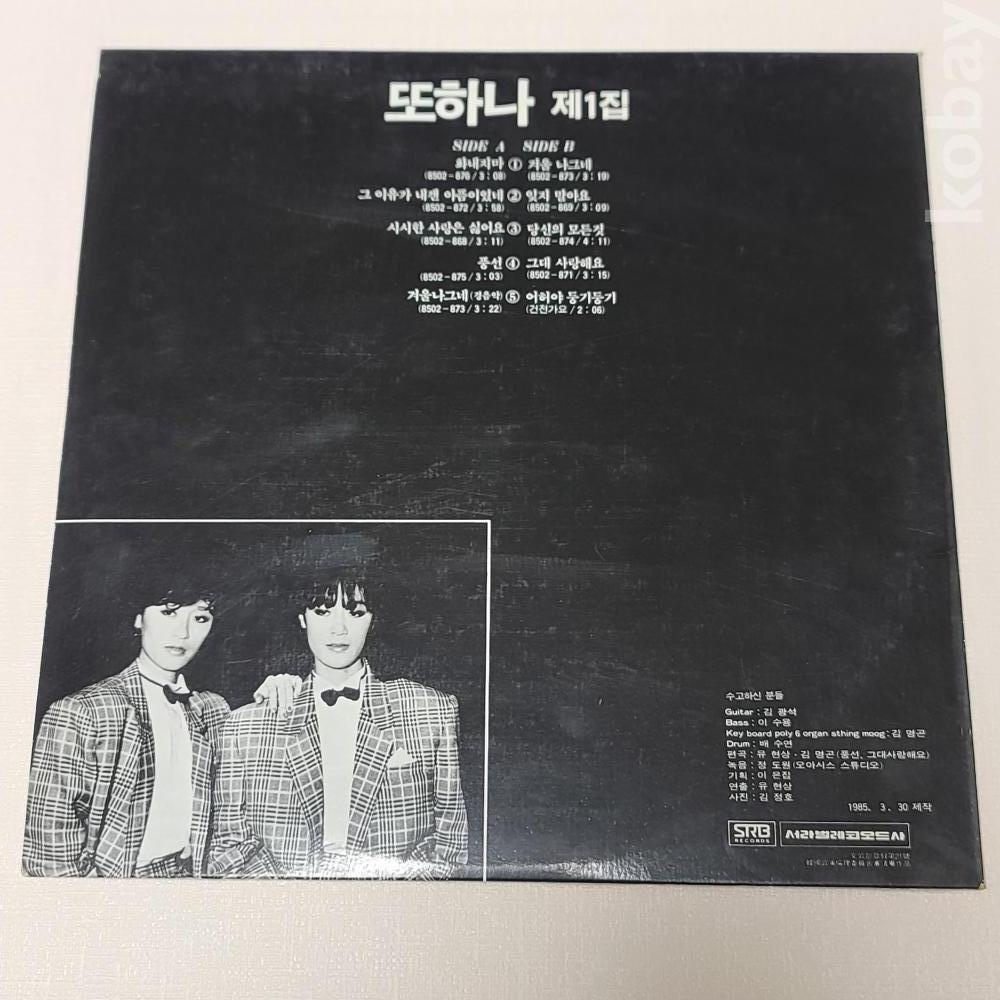 또하나 제1집
SIDE A SIDE B
화내지마 ① 겨울 나그네
(8502-876/3:08) (8502-873/3:19)
그 이유가 내겐 아픔이었네 ② 잊지 말아요
(8502-872/3:58) (8502-869/3:09)
시시한 사랑은 싫어요 ③ 당신의 모든것
(8502-868/3:11) (8502-874/4:11)
풍선 ④ 그대 사랑해요
(8502-875/3:03) (8502-871/3:15)
겨울나그네(경음악) ⑤ 어허야 둥기둥기
(8502-873/3:22) (건전가요/2:06)
수고하신 분들
Guitar : 김 광석
Bass : 이 수용
Key board poly 6 organ sthing moog : 김 명곤
Drum : 배 수연
편곡 : 유 현상 · 김 명곤(풍선, 그대사랑해요)
녹음 : 정 도원(오아시스 스튜디오)
기획 : 이 은집
연출 : 유 현상
사진 : 김 정호
1985. 3. 30 제작
SRB RECORDS 서라벌레코오드사
kobay